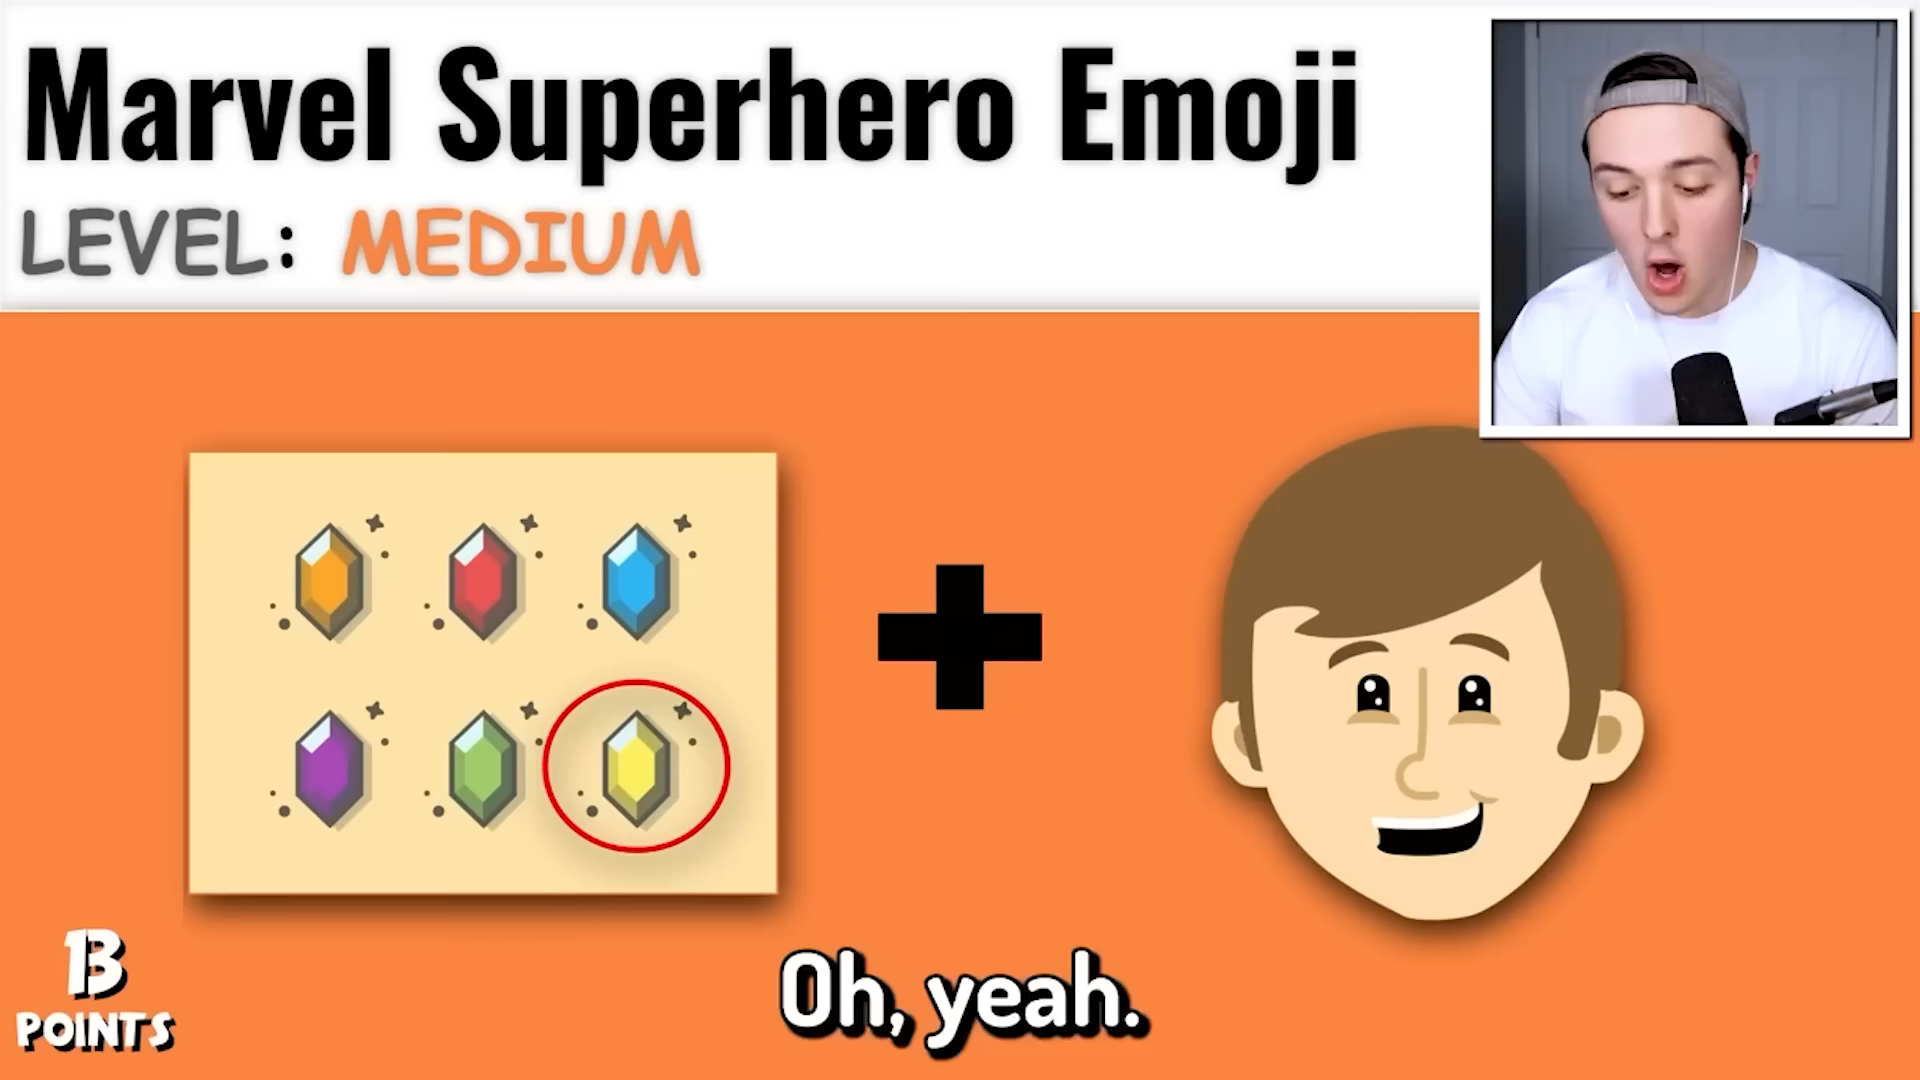 Marvel Superhero Emoji
LEVEL: MEDIUM
13
POINTS
Oh, yeah.